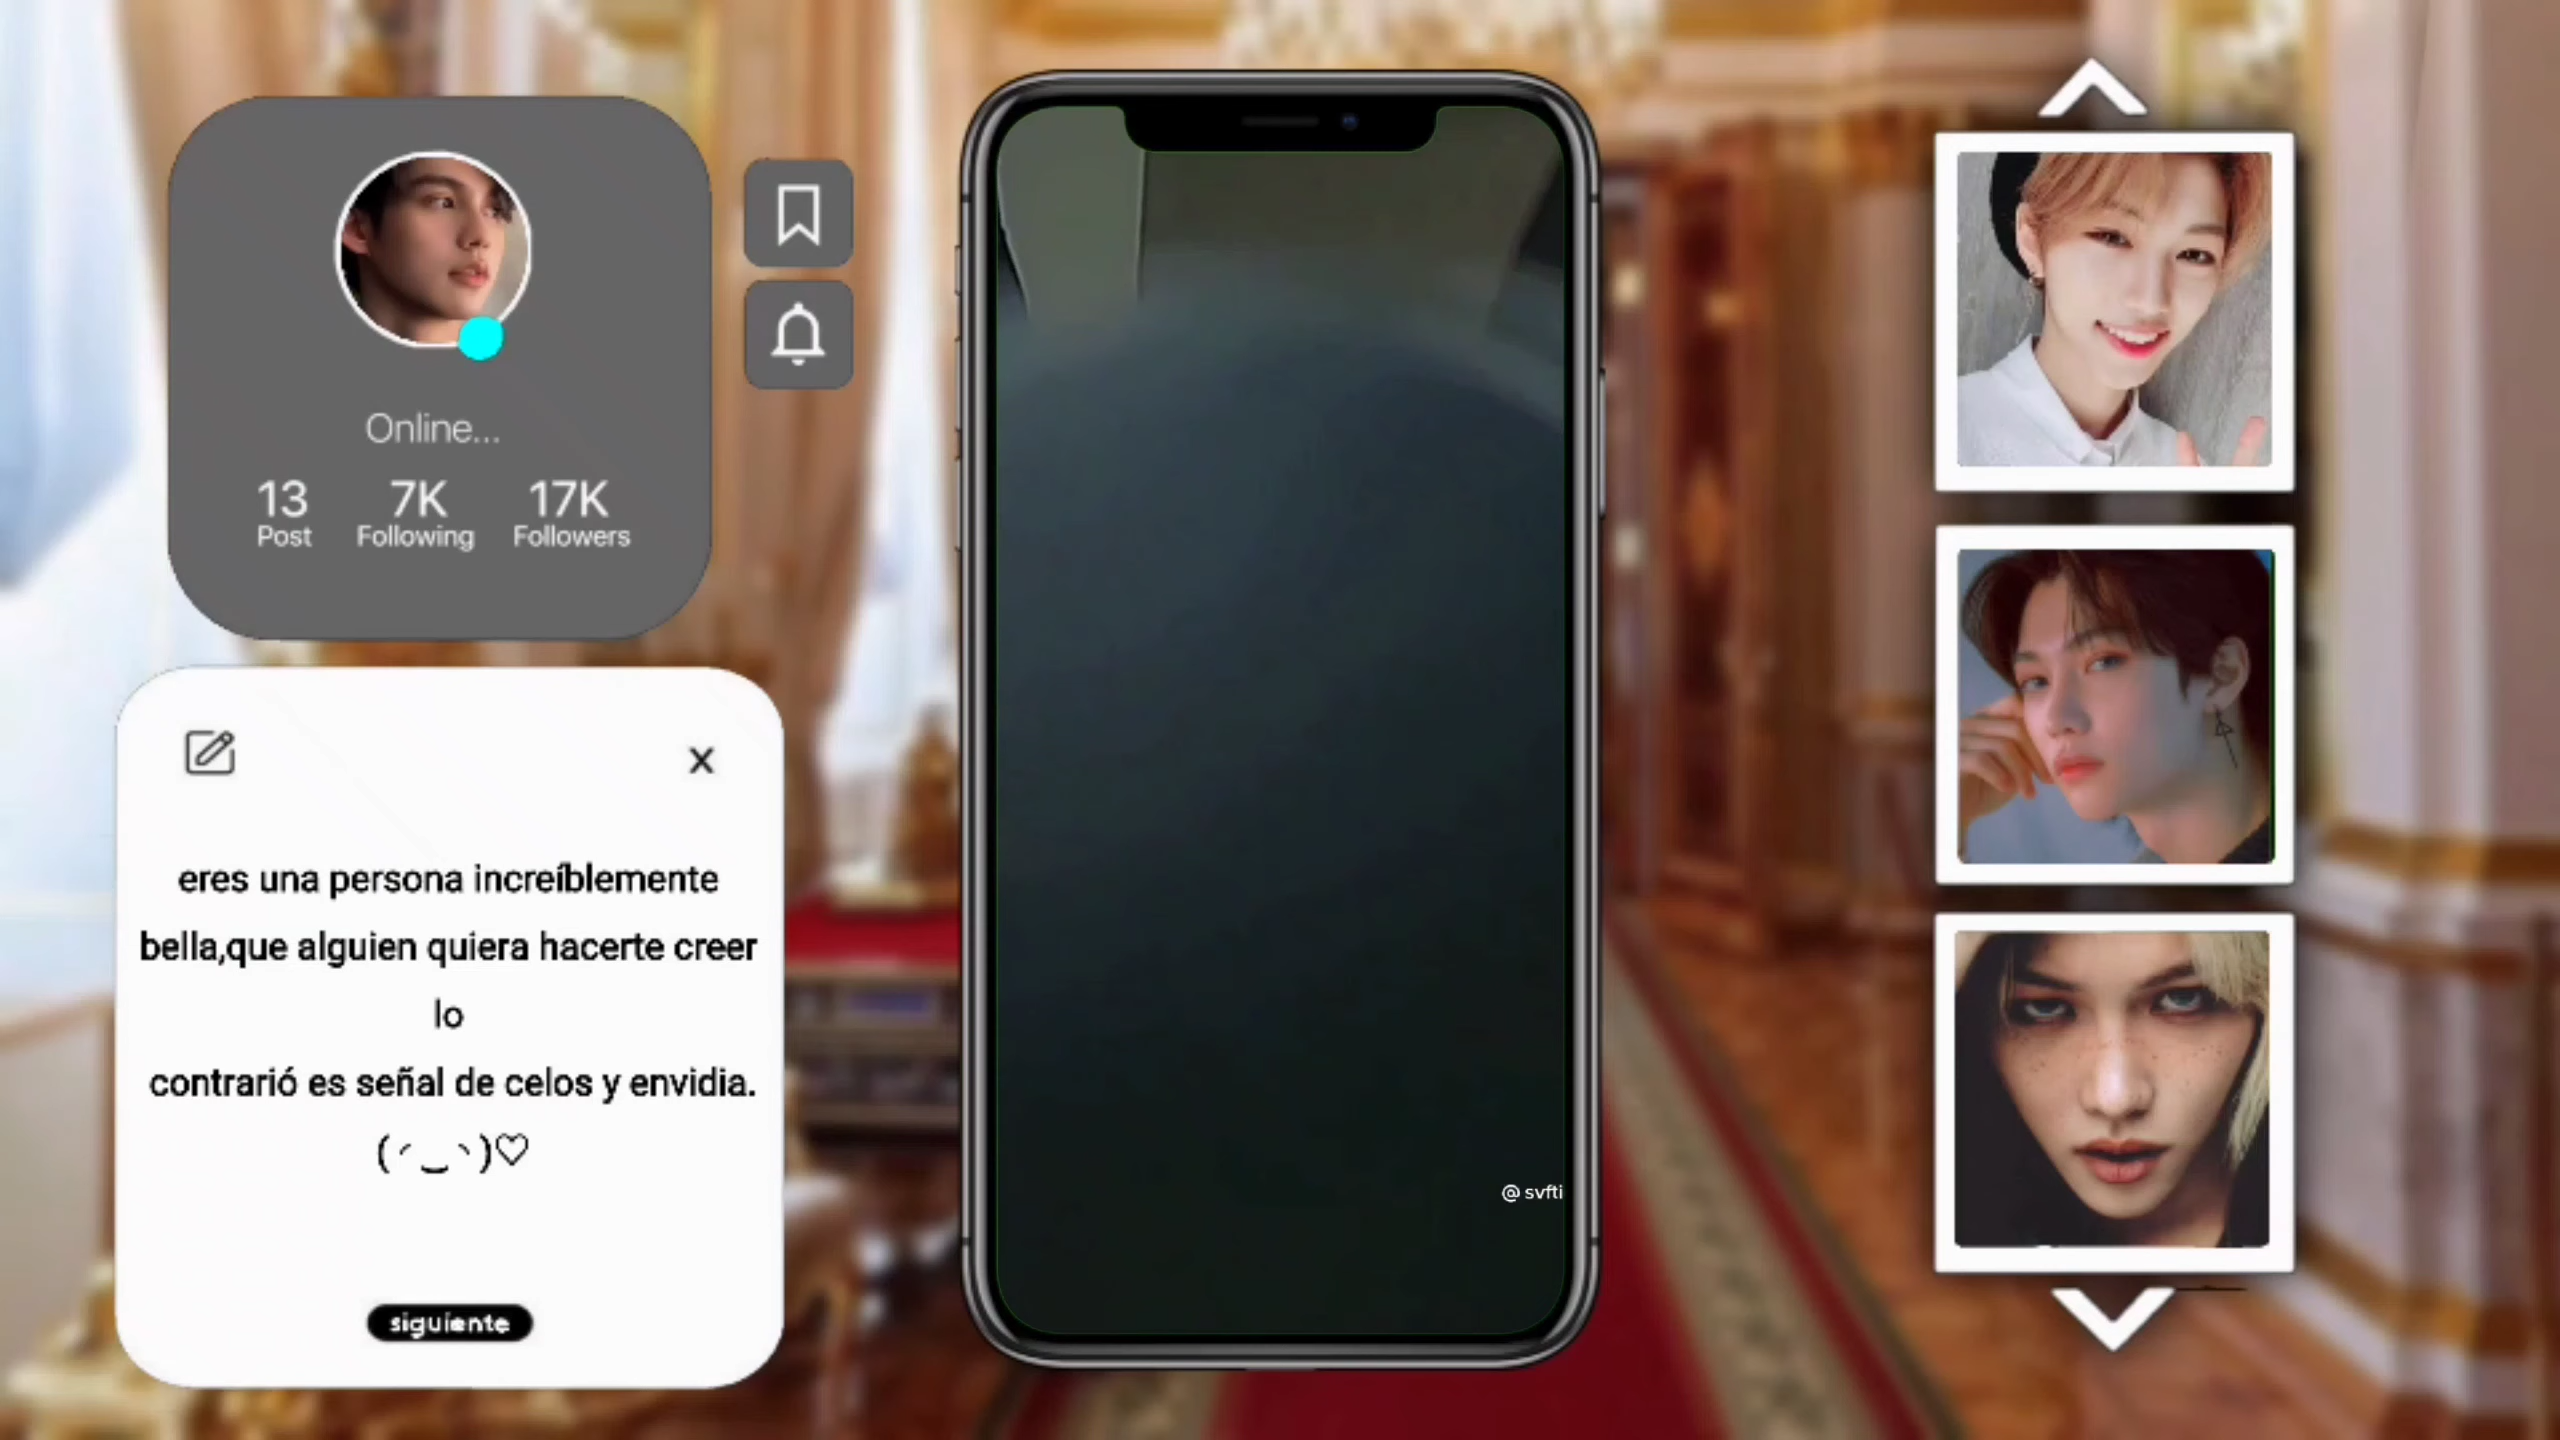 Online...
13 7K 17K
Post Following Followers
eres una persona increíblemente
bella,que alguien quiera hacerte creer
lo
contrarió es señal de celos y envidia.
(´‿`)♡
siguiente
@ svfti